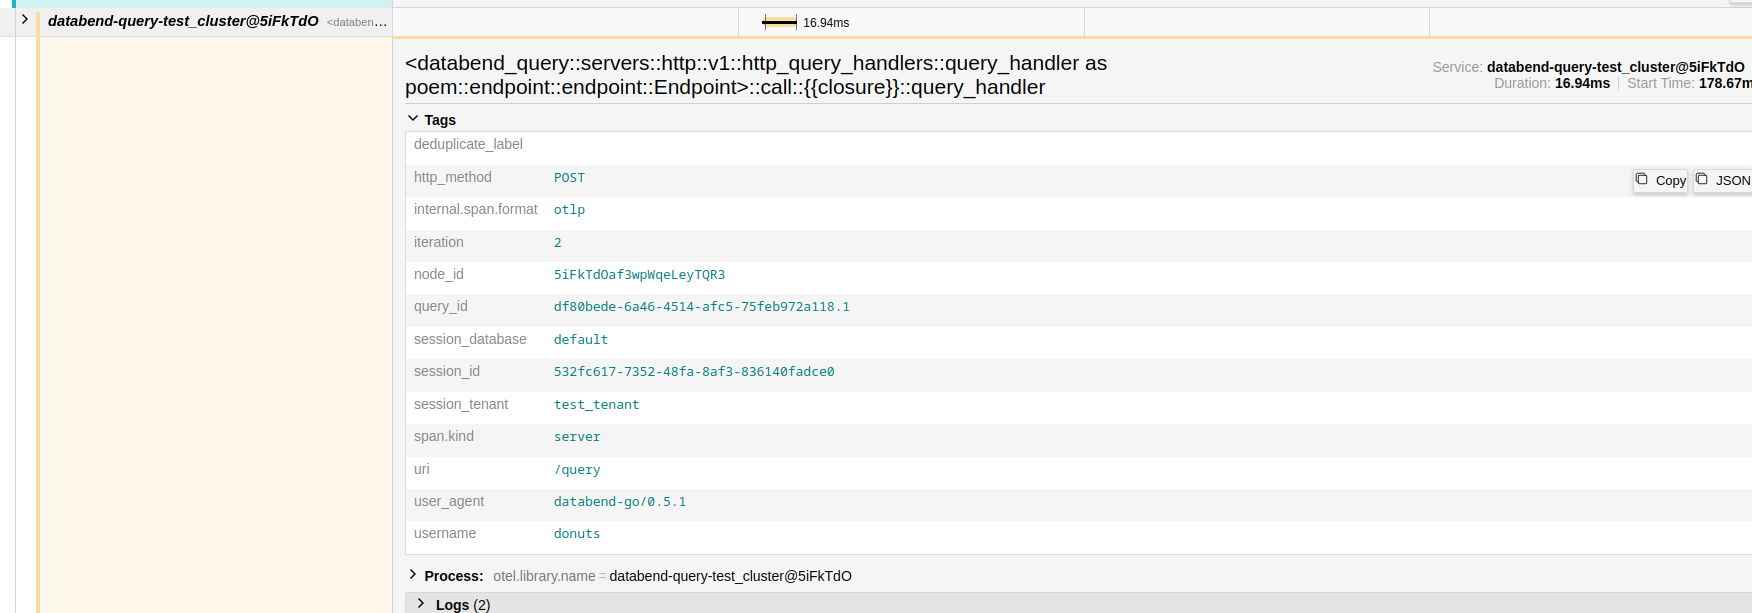 databend-query-test_cluster@5iFkTdO <databen…
16.94ms
<databend_query::servers::http::v1::http_query_handlers::query_handler as
poem::endpoint::endpoint::Endpoint>::call::{{closure}}::query_handler
Service: databend-query-test_cluster@5iFkTdO
Duration: 16.94ms | Start Time: 178.67m
Tags
deduplicate_label
http_method POST
Copy JSON
internal.span.format otlp
iteration 2
node_id 5iFkTdOaf3wpWqeLeyTQR3
query_id df80bede-6a46-4514-afc5-75feb972a118.1
session_database default
session_id 532fc617-7352-48fa-8af3-836140fadce0
session_tenant test_tenant
span.kind server
uri /query
user_agent databend-go/0.5.1
username donuts
Process: otel.library.name = databend-query-test_cluster@5iFkTdO
Logs (2)